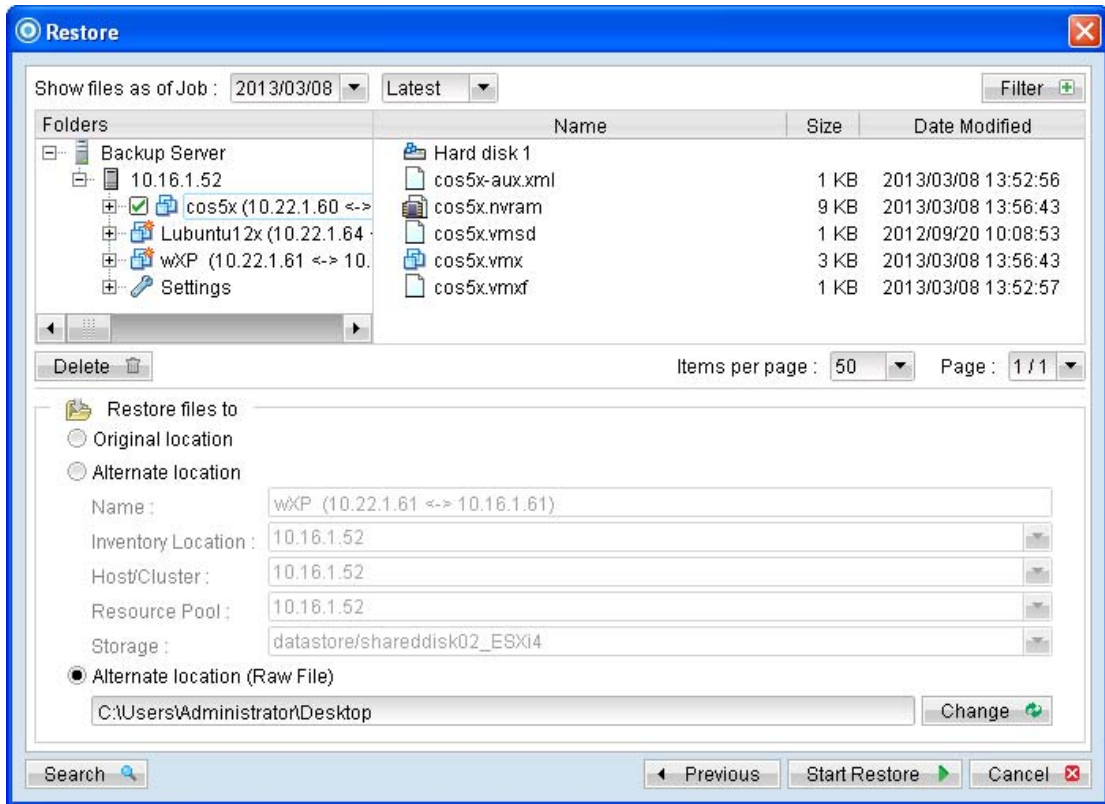 Restore
Show files as of Job : 2013/03/08 Latest Filter
Folders Name Size Date Modified
Backup Server
10.16.1.52
cos5x (10.22.1.60 <->
Lubuntu12x (10.22.1.64
wXP (10.22.1.61 <-> 10.
Settings
Hard disk 1
cos5x-aux.xml 1 KB 2013/03/08 13:52:56
cos5x.nvram 9 KB 2013/03/08 13:56:43
cos5x.vmsd 1 KB 2012/09/20 10:08:53
cos5x.vmx 3 KB 2013/03/08 13:56:43
cos5x.vmxf 1 KB 2013/03/08 13:52:57
Delete Items per page : 50 Page : 1 / 1
Restore files to
Original location
Alternate location
Name : wXP (10.22.1.61 <-> 10.16.1.61)
Inventory Location : 10.16.1.52
Host/Cluster : 10.16.1.52
Resource Pool : 10.16.1.52
Storage : datastore/shareddisk02_ESXi4
Alternate location (Raw File)
C:\Users\Administrator\Desktop Change
Search Previous Start Restore Cancel